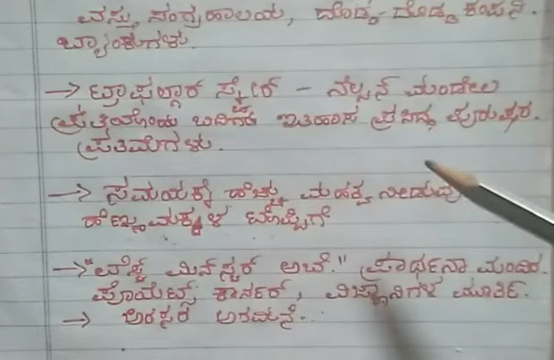 ವಸ್ತು ಸಂಗ್ರಹಾಲಯ, ದೊಡ್ಡ-ದೊಡ್ಡ ಕಂಪನಿ.
ಬ್ಯಾಂಕುಗಳು.
→ ಟ್ರಾಫಲ್ಗಾರ್ ಸ್ಕ್ವೇರ್ - ನೆಲ್ಸನ್ ಮಂಡೇಲ
ಪ್ರತಿಯೊಂದು ಬದಿಗೂ ಇತಿಹಾಸ ಪ್ರಸಿದ್ಧ ಪುರುಷರ
ಪ್ರತಿಮೆಗಳು.
→ ಸಮಯಕ್ಕೆ ಹೆಚ್ಚು ಮಹತ್ವ ನೀಡುವುದು
ಹೆಣ್ಣುಮಕ್ಕಳ ಟೊಪ್ಪಿಗೆ
→ "ವೆಸ್ಟ್ ಮಿನ್‌ಸ್ಟರ್ ಅಬೆ." ಪ್ರಾರ್ಥನಾ ಮಂದಿರ.
ಪೊಯೆಟ್ಸ್ ಕಾರ್ನರ್, ವಿಜ್ಞಾನಿಗಳ ಮೂರ್ತಿ.
→ ಅರಸರ ಅರಮನೆ.